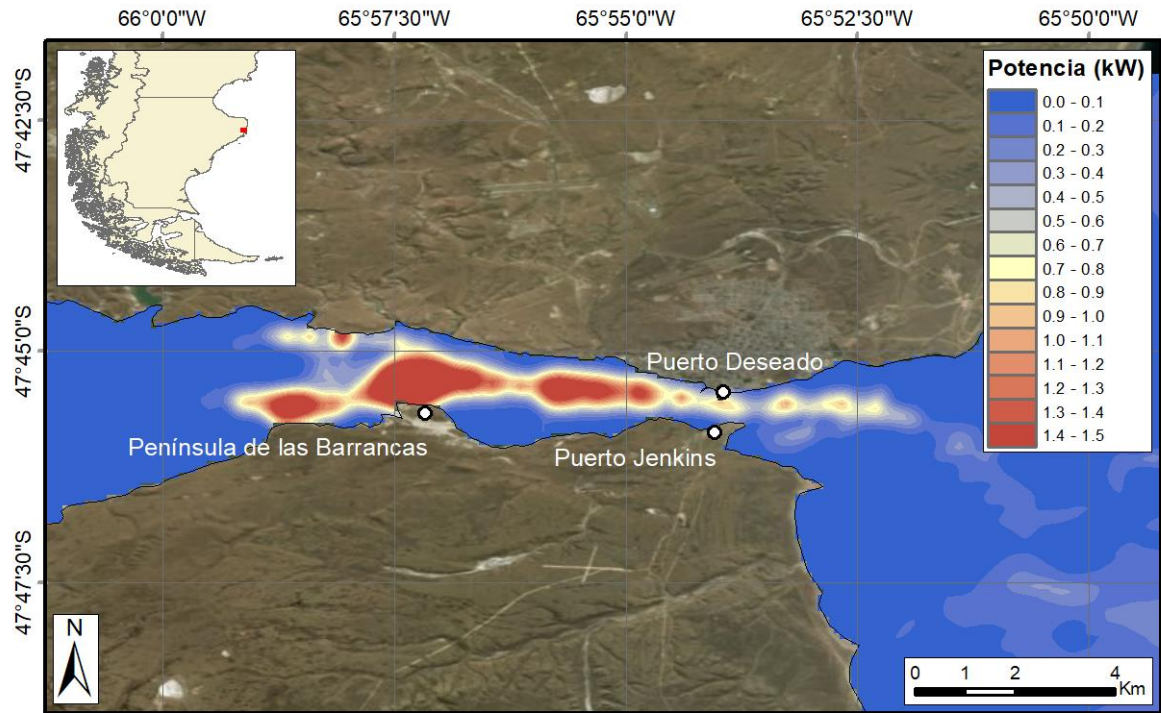 66°0'0"W
65°57'30"W
65°55'0"W
65°52'30"W
65°50'0"W
47°42'30"S
47°45'0"S
47°47'30"S
Potencia (kW)
0.0 - 0.1
0.1 - 0.2
0.2 - 0.3
0.3 - 0.4
0.4 - 0.5
0.5 - 0.6
0.6 - 0.7
0.7 - 0.8
0.8 - 0.9
0.9 - 1.0
1.0 - 1.1
1.1 - 1.2
1.2 - 1.3
1.3 - 1.4
1.4 - 1.5
Puerto Deseado
Península de las Barrancas
Puerto Jenkins
N
0 1 2 4
Km